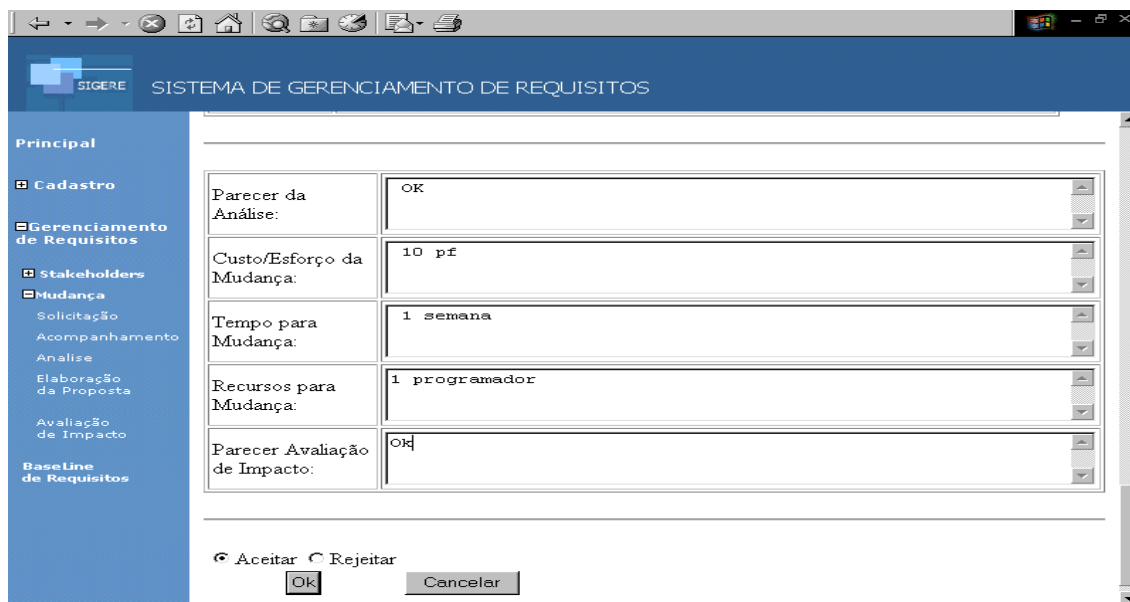 SIGERE
SISTEMA DE GERENCIAMENTO DE REQUISITOS
Principal
Cadastro
Gerenciamento
de Requisitos
Stakeholders
Mudança
Solicitação
Acompanhamento
Analise
Elaboração
da Proposta
Avaliação
de Impacto
BaseLine
de Requisitos
Parecer da
Análise:
OK
Custo/Esforço da
Mudança:
10 pf
Tempo para
Mudança:
1 semana
Recursos para
Mudança:
1 programador
Parecer Avaliação
de Impacto:
Ok
Aceitar Rejeitar
Ok Cancelar